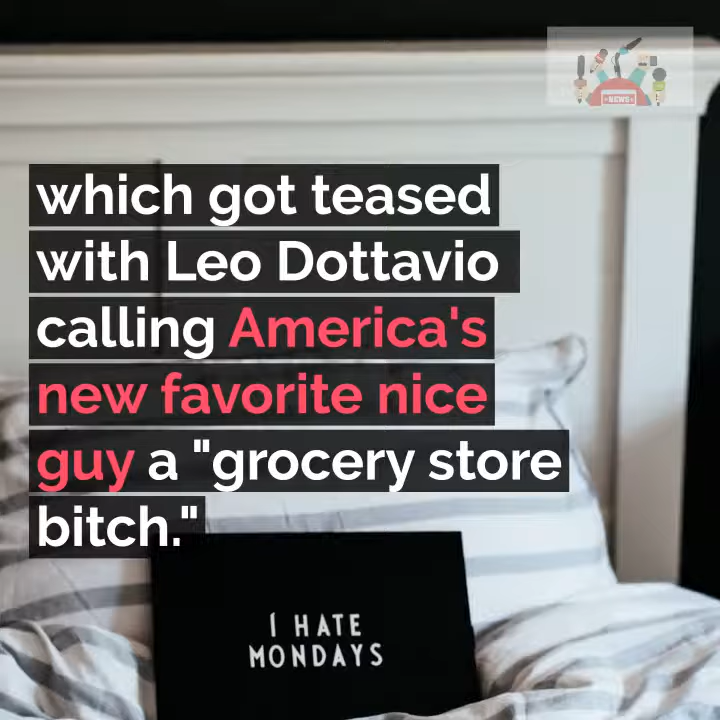 NEWS
which got teased
with Leo Dottavio
calling America's
new favorite nice
guy a "grocery store
bitch."
I HATE
MONDAYS